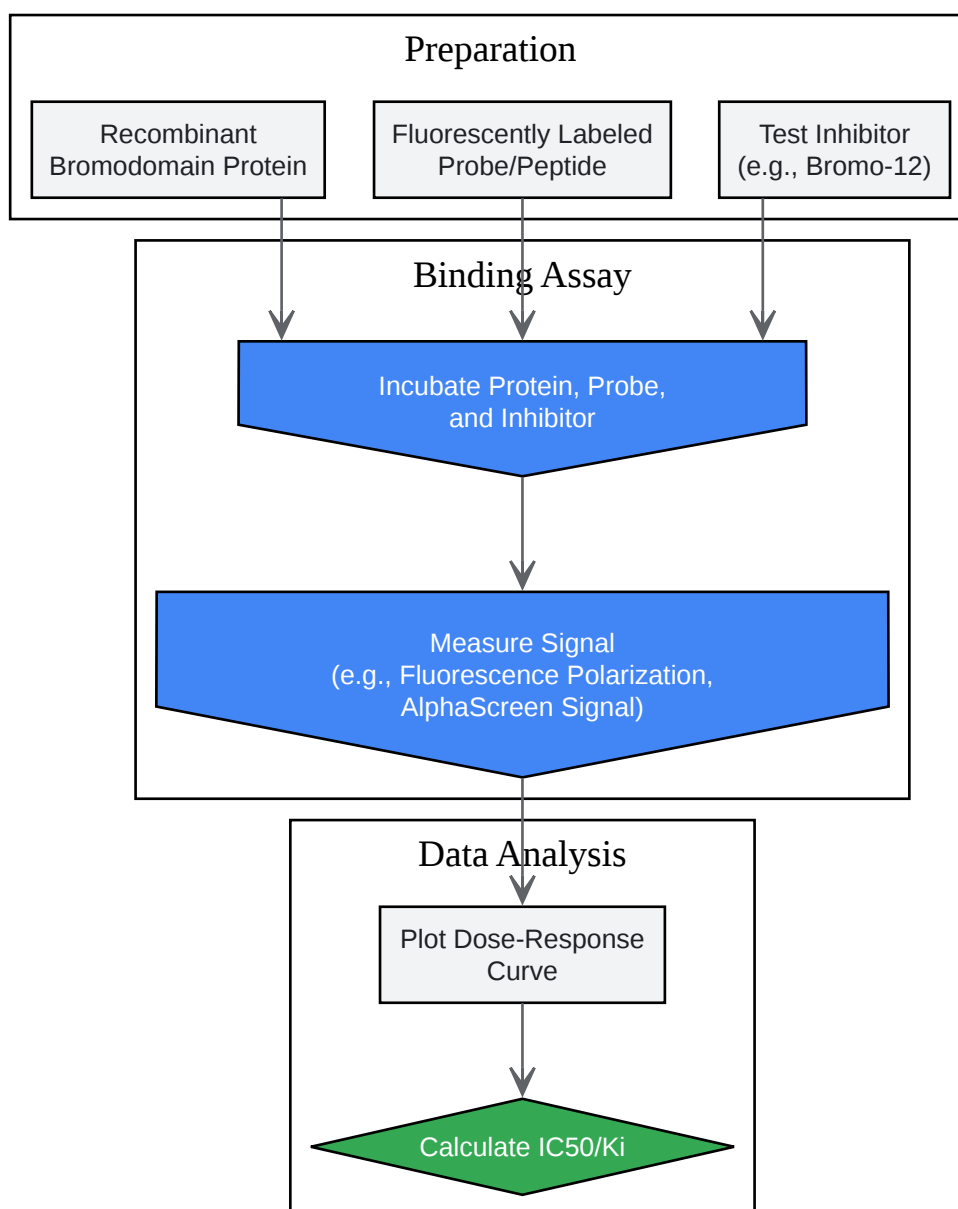 Preparation
Recombinant
Bromodomain Protein
Fluorescently Labeled
Probe/Peptide
Test Inhibitor
(e.g., Bromo-12)
Binding Assay
Incubate Protein, Probe,
and Inhibitor
Measure Signal
(e.g., Fluorescence Polarization,
AlphaScreen Signal)
Data Analysis
Plot Dose-Response
Curve
Calculate IC50/Ki